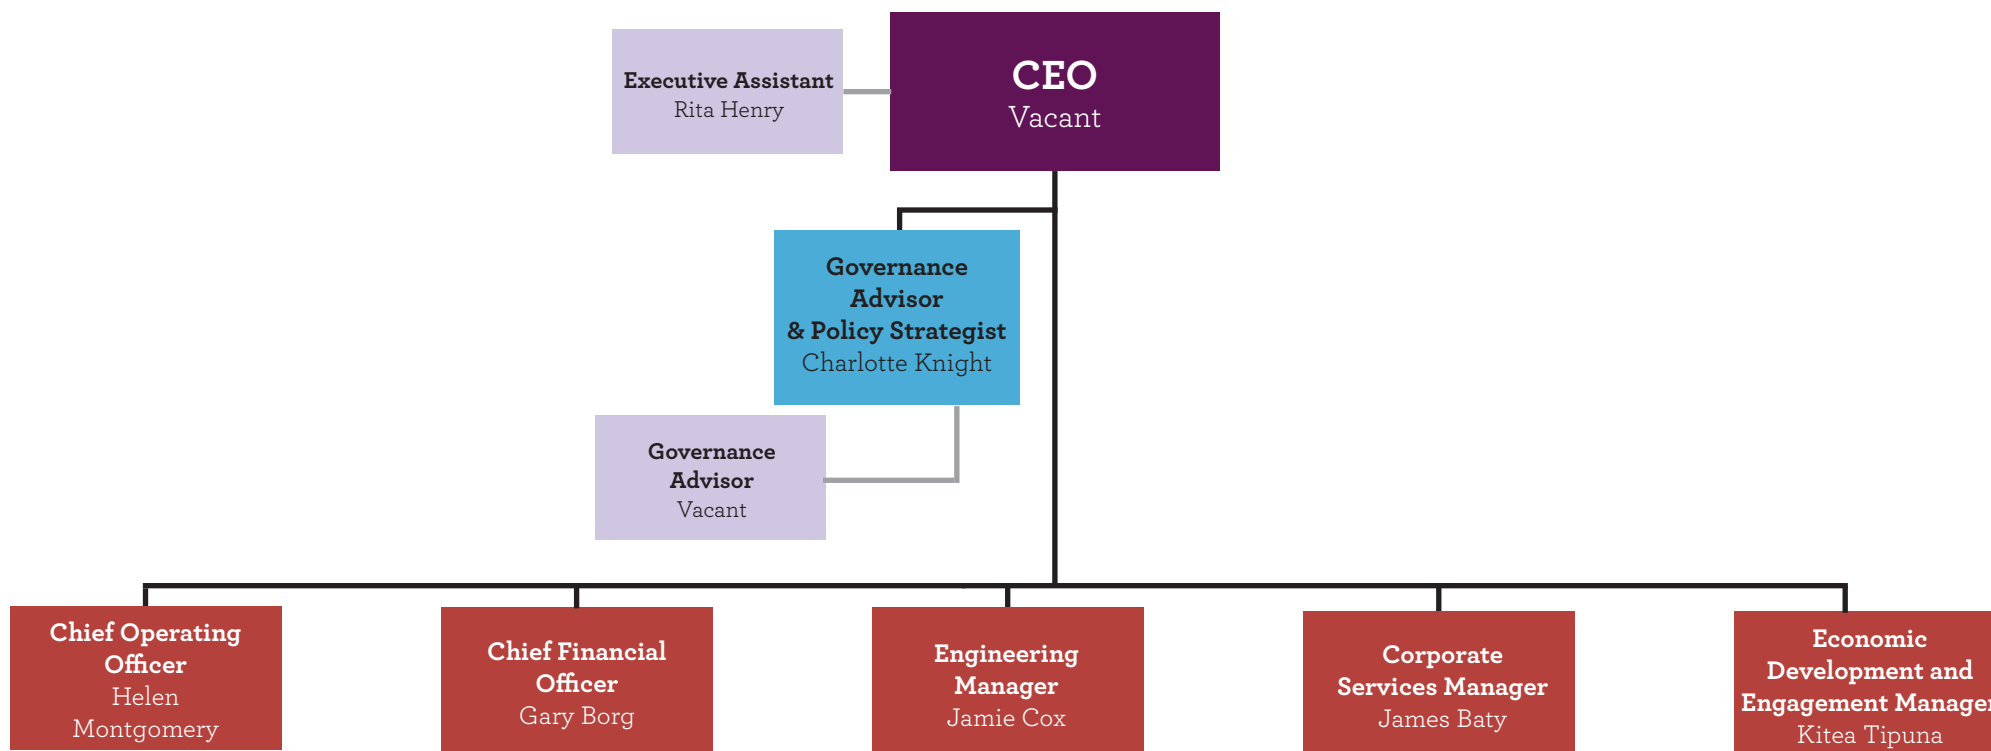 Executive Assistant
Rita Henry
CEO
Vacant
Governance
Advisor
& Policy Strategist
Charlotte Knight
Governance
Advisor
Vacant
Chief Operating
Officer
Helen
Montgomery
Chief Financial
Officer
Gary Borg
Engineering
Manager
Jamie Cox
Corporate
Services Manager
James Baty
Economic
Development and
Engagement Manager
Kitea Tipuna